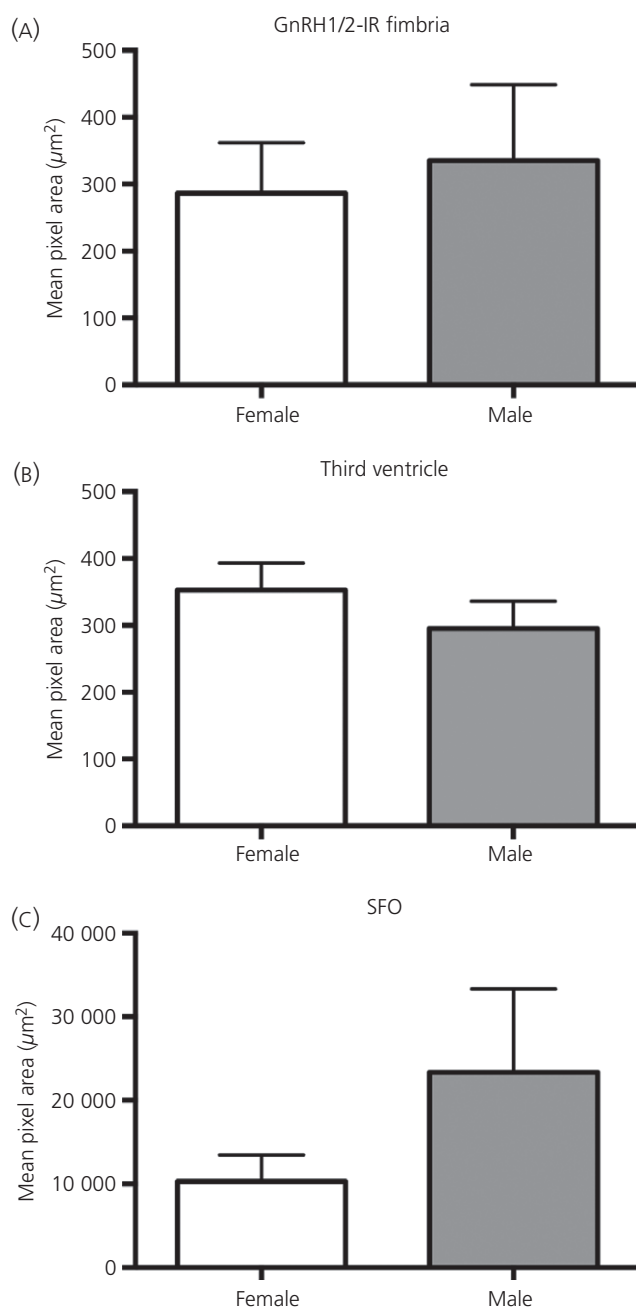 (A)
GnRH1/2-IR fimbria
Mean pixel area (µm²)
500
400
300
200
100
0
Female
Male
(B)
Third ventricle
Mean pixel area (µm²)
500
400
300
200
100
0
Female
Male
(C)
SFO
Mean pixel area (µm²)
40 000
30 000
20 000
10 000
0
Female
Male